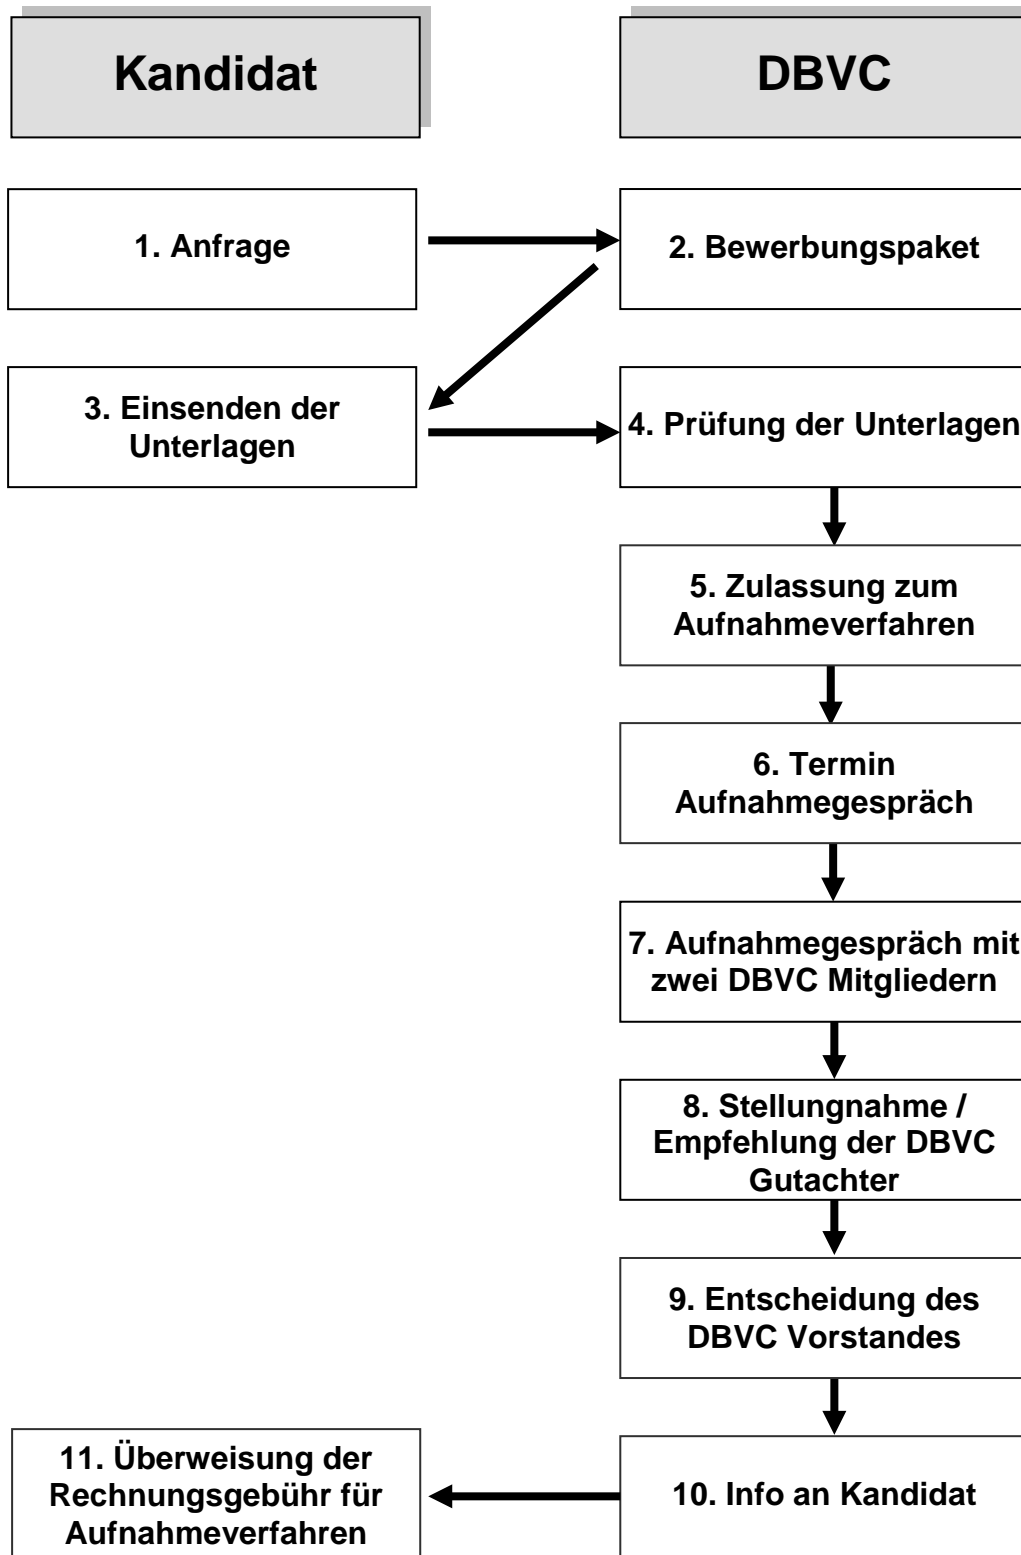 Kandidat
DBVC
1. Anfrage
2. Bewerbungspaket
3. Einsenden der
Unterlagen
4. Prüfung der Unterlagen
5. Zulassung zum
Aufnahmeverfahren
6. Termin
Aufnahmegespräch
7. Aufnahmegespräch mit
zwei DBVC Mitgliedern
8. Stellungnahme /
Empfehlung der DBVC
Gutachter
9. Entscheidung des
DBVC Vorstandes
10. Info an Kandidat
11. Überweisung der
Rechnungsgebühr für
Aufnahmeverfahren